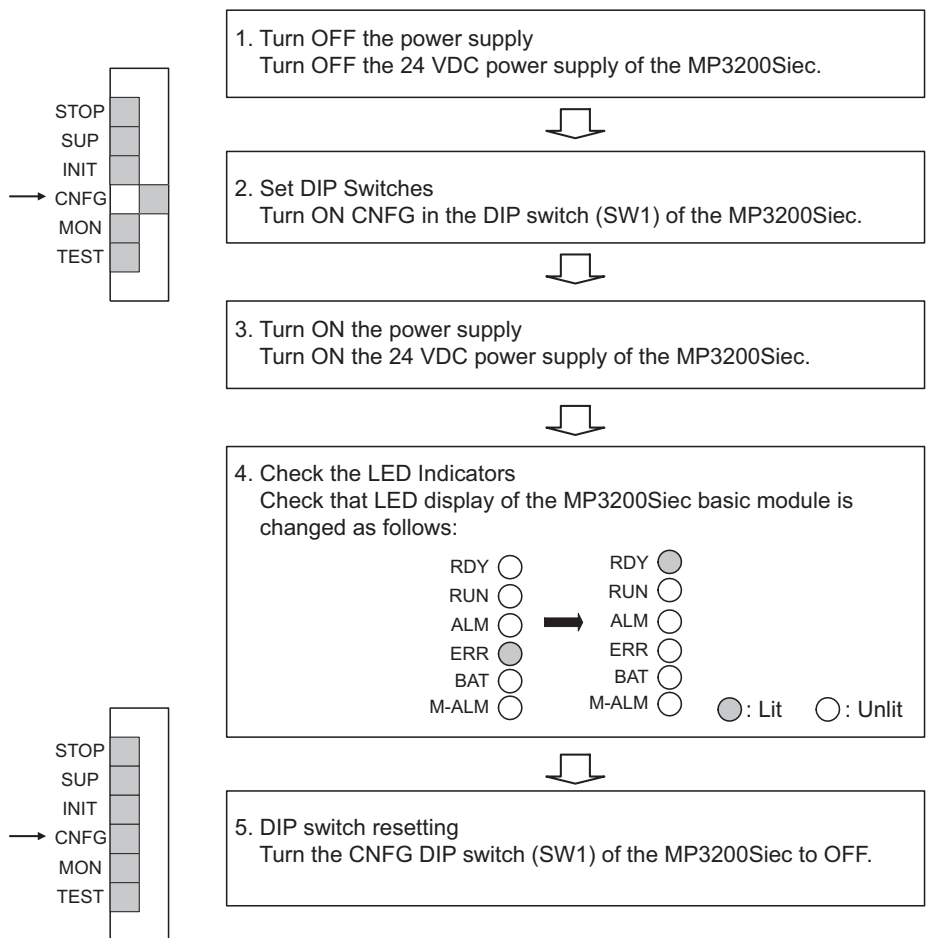 1. Turn OFF the power supply
Turn OFF the 24 VDC power supply of the MP3200Siec.
STOP
SUP
INIT
CNFG
MON
TEST
2. Set DIP Switches
Turn ON CNFG in the DIP switch (SW1) of the MP3200Siec.
3. Turn ON the power supply
Turn ON the 24 VDC power supply of the MP3200Siec.
4. Check the LED Indicators
Check that LED display of the MP3200Siec basic module is
changed as follows:
RDY
RUN
ALM
ERR
BAT
M-ALM
RDY
RUN
ALM
ERR
BAT
M-ALM
: Lit
: Unlit
STOP
SUP
INIT
CNFG
MON
TEST
5. DIP switch resetting
Turn the CNFG DIP switch (SW1) of the MP3200Siec to OFF.